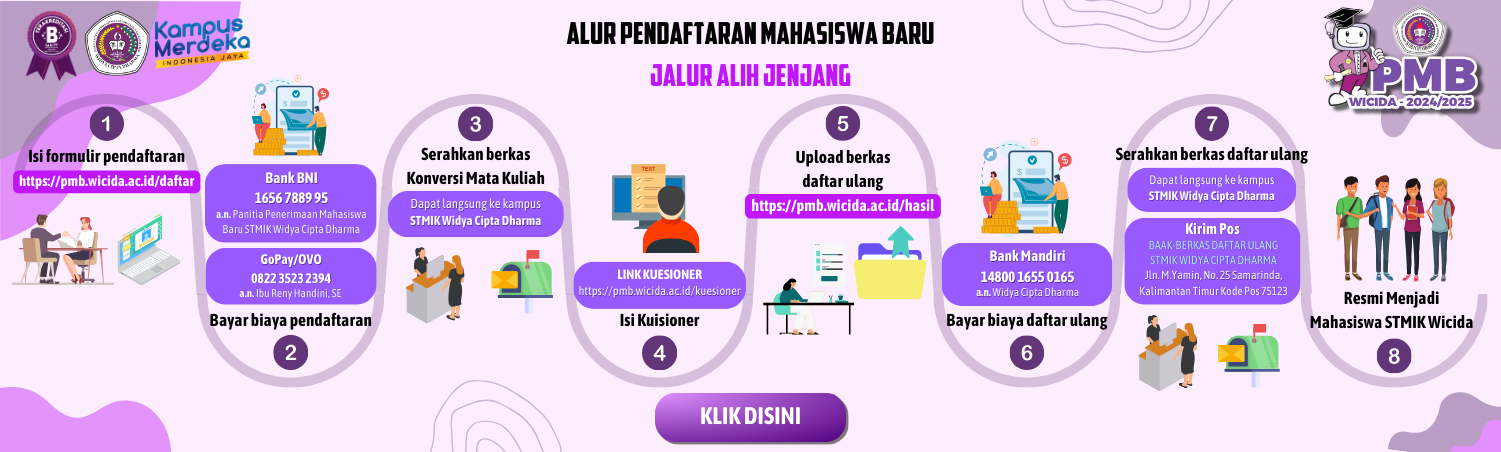 TERAKREDITASI
B
Kampus
Merdeka
INDONESIA JAYA
ALUR PENDAFTARAN MAHASISWA BARU
JALUR ALIH JENJANG
PMB
WICIDA - 2024/2025
1
Isi formulir pendaftaran
https://pmb.wicida.ac.id/daftar
Bank BNI
1656 7889 95
a.n. Panitia Penerimaan Mahasiswa
Baru STMIK Widya Cipta Dharma
GoPay/OVO
0822 3523 2394
a.n. Ibu Reny Handini, SE
Bayar biaya pendaftaran
2
3
Serahkan berkas
Konversi Mata Kuliah
Dapat langsung ke kampus
STMIK Widya Cipta Dharma
TEST
LINK KUESIONER
https://pmb.wicida.ac.id/kuesioner
Isi Kuisioner
4
5
Upload berkas
daftar ulang
https://pmb.wicida.ac.id/hasil
Bank Mandiri
14800 1655 0165
a.n. Widya Cipta Dharma
Bayar biaya daftar ulang
6
7
Serahkan berkas daftar ulang
Dapat langsung ke kampus
STMIK Widya Cipta Dharma
Kirim Pos
BAAK-BERKAS DAFTAR ULANG
STMIK WIDYA CIPTA DHARMA
Jln. M.Yamin, No. 25 Samarinda,
Kalimantan Timur Kode Pos 75123
Resmi Menjadi
Mahasiswa STMIK Wicida
8
KLIK DISINI